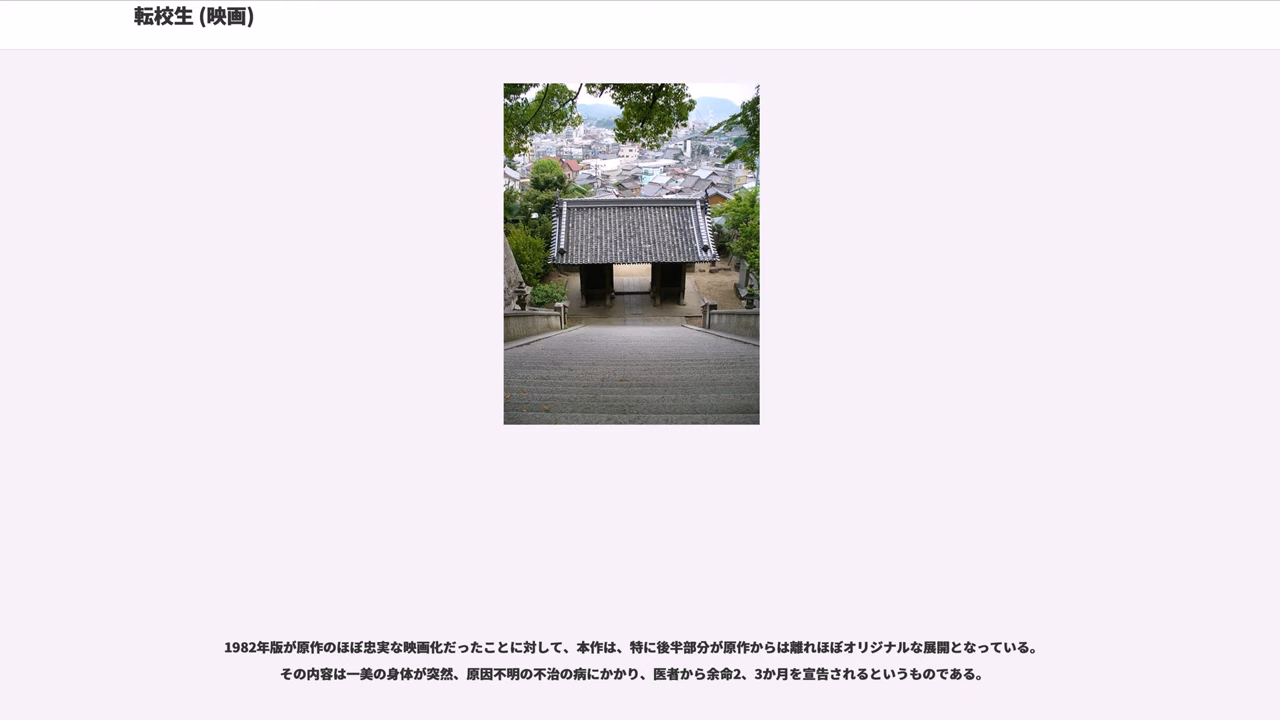 転校生 (映画)
1982年版が原作のほぼ忠実な映画化だったことに対して、本作は、特に後半部分が原作からは離れほぼオリジナルな展開となっている。
その内容は一美の身体が突然、原因不明の不治の病にかかり、医者から余命2、3か月を宣告されるというものである。